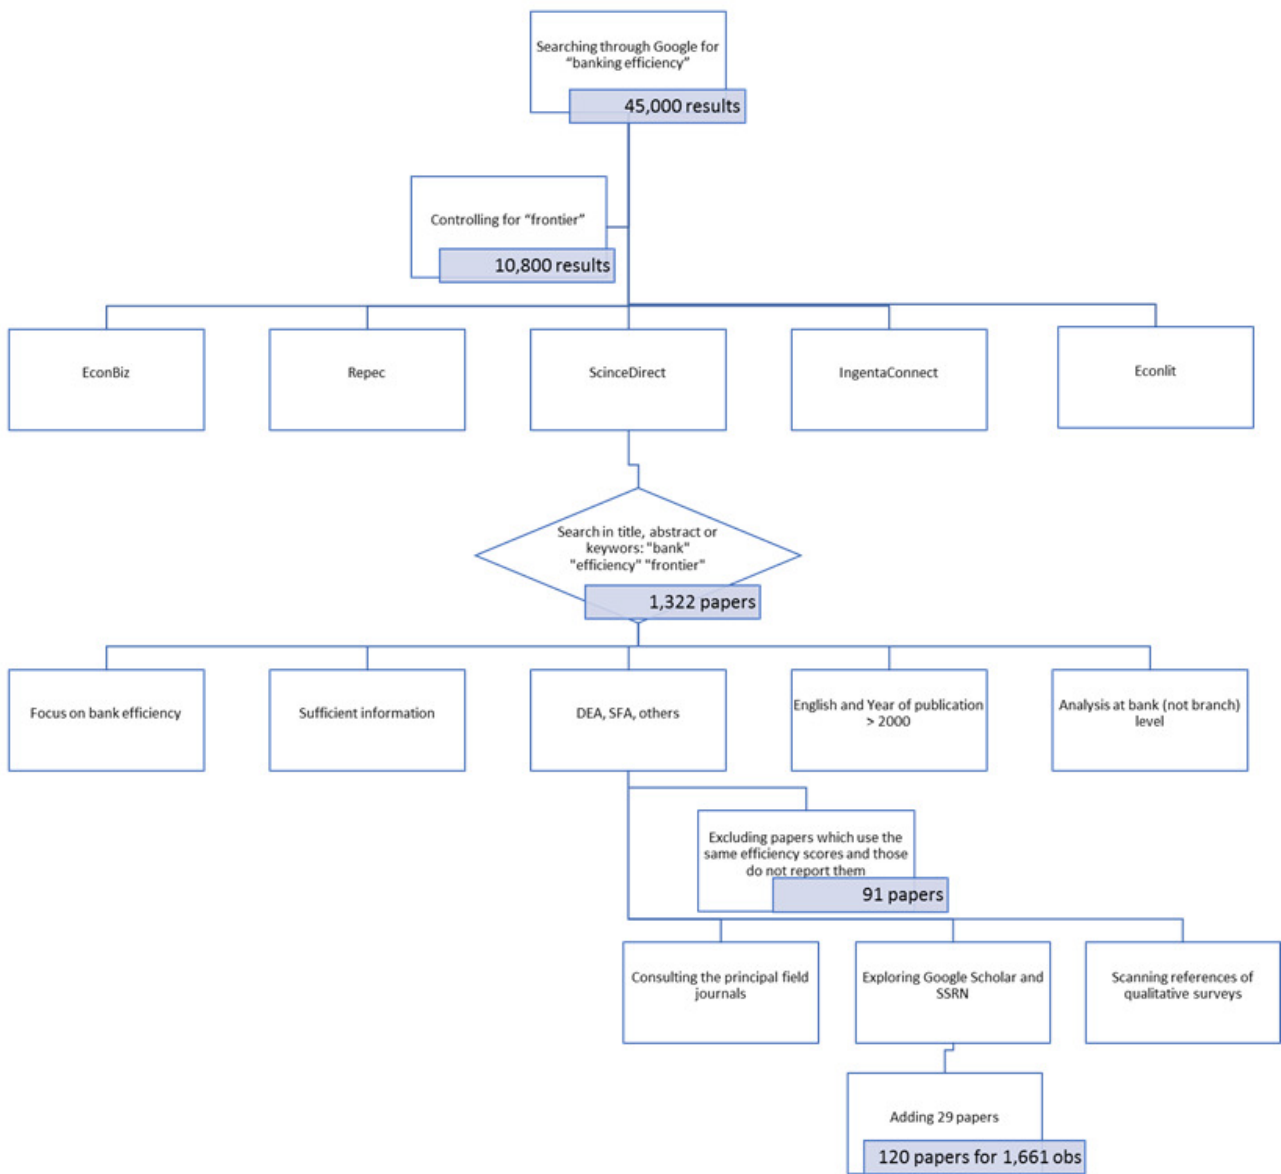 Searching through Google for
“banking efficiency”
45,000 results
Controlling for “frontier”
10,800 results
EconBiz
Repec
ScinceDirect
IngentaConnect
Econlit
Search in title, abstract or
keywors: "bank"
"efficiency" "frontier"
1,322 papers
Focus on bank efficiency
Sufficient information
DEA, SFA, others
English and Year of publication
> 2000
Analysis at bank (not branch)
level
Excluding papers which use the
same efficiency scores and those
do not report them
91 papers
Consulting the principal field
journals
Exploring Google Scholar and
SSRN
Scanning references of
qualitative surveys
Adding 29 papers
120 papers for 1,661 obs